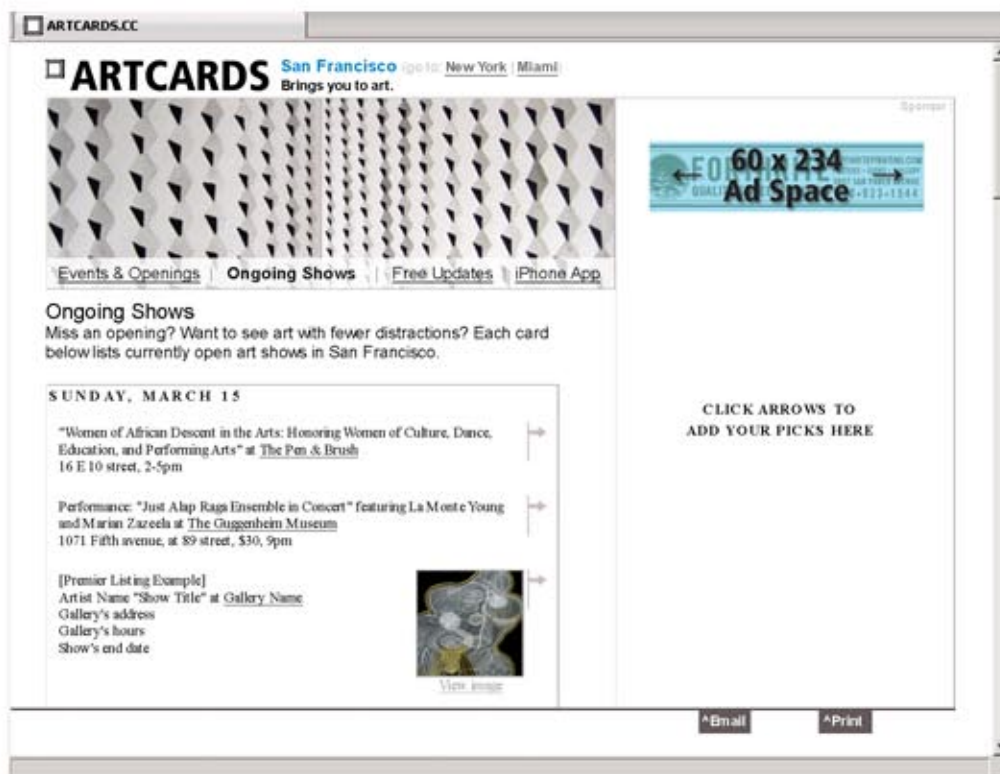 ARTCARDS.CC
ARTCARDS
San Francisco (go to: New York | Miami)
Brings you to art.
Sponsor
60 x 234
Ad Space
Events & Openings | Ongoing Shows | Free Updates iPhone App
Ongoing Shows
Miss an opening? Want to see art with fewer distractions? Each card
below lists currently open art shows in San Francisco.
SUNDAY, MARCH 15
"Women of African Descent in the Arts: Honoring Women of Culture, Dance,
Education, and Performing Arts" at The Pen & Brush
16 E 10 street, 2-5pm
Performance: "Just Alap Raga Ensemble in Concert" featuring La Monte Young
and Marian Zazeela at The Guggenheim Museum
1071 Fifth avenue, at 89 street, $30, 9pm
[Premier Listing Example]
Artist Name "Show Title" at Gallery Name
Gallery's address
Gallery's hours
Show's end date
View image
CLICK ARROWS TO
ADD YOUR PICKS HERE
^Email
^Print